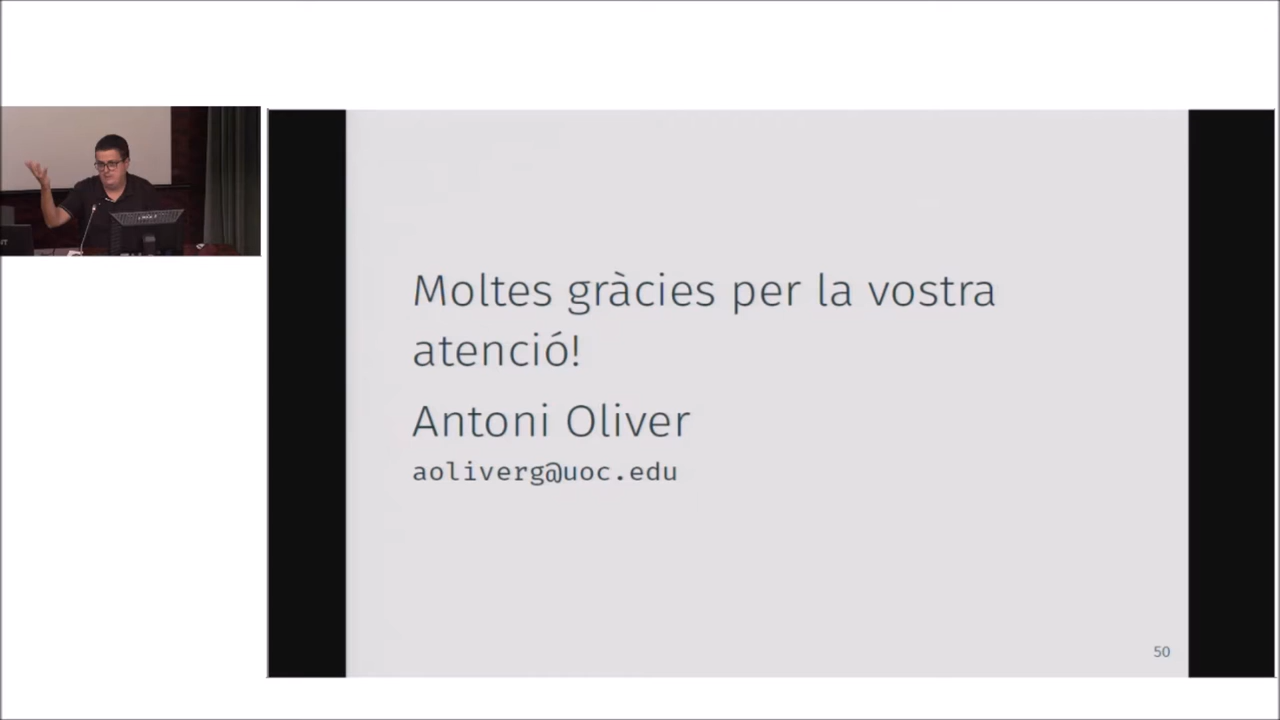 Moltes gràcies per la vostra
atenció!
Antoni Oliver
aoliverg@uoc.edu
50